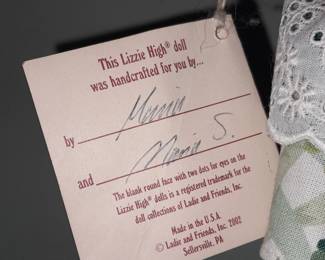 This Lizzie High® doll
was handcrafted for you by...
by
and Maria S.
The blank round face with two dots for eyes on the
Lizzie High® dolls is a registered trademark for the
doll collections of Ladie and Friends, Inc.
Made in the U.S.A.
© Ladie and Friends, Inc. 2002
Sellersville, PA